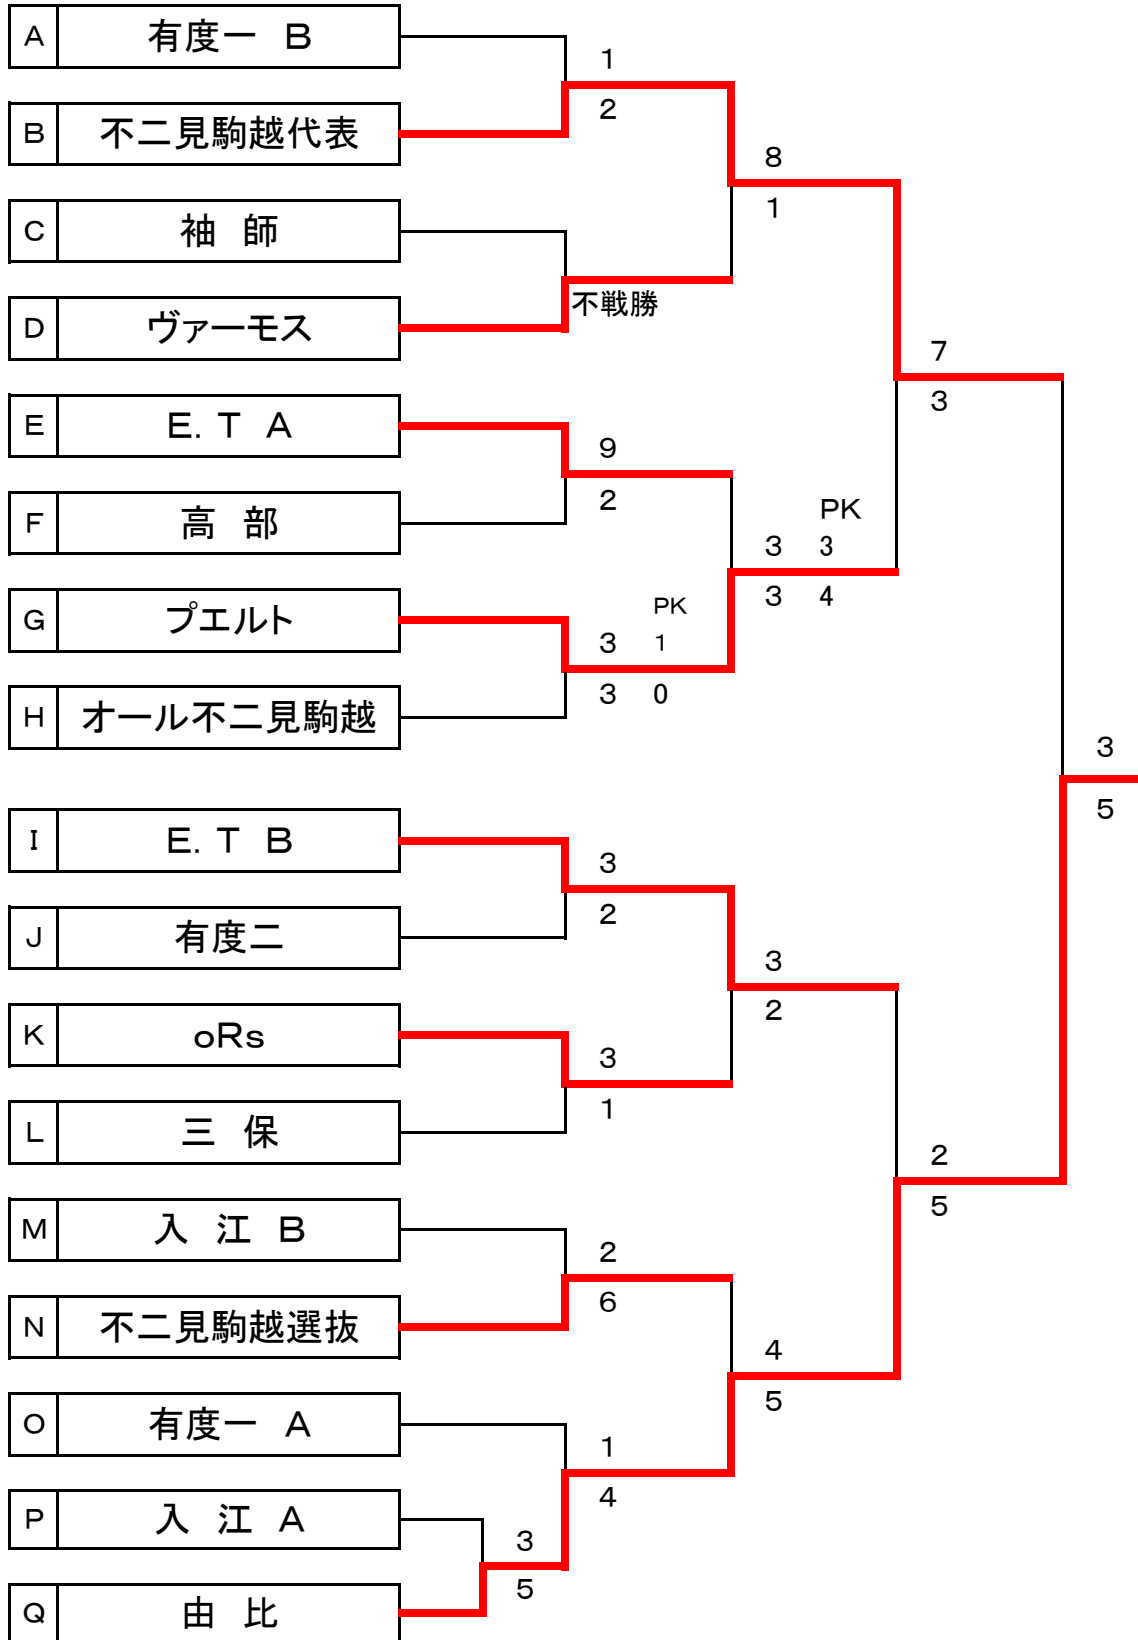 A 有度一 B
1
2
B 不二見駒越代表
8
1
C 袖 師
D ヴァーモス
不戦勝
7
3
E E. T A
9
2
F 高 部
PK
3 3
3 4
G プエルト
PK
3 1
3 0
H オール不二見駒越
3
5
I E. T B
3
2
J 有度二
3
2
K oRs
3
1
L 三 保
2
5
M 入 江 B
2
6
N 不二見駒越選抜
4
5
O 有度一 A
1
4
P 入 江 A
3
5
Q 由 比